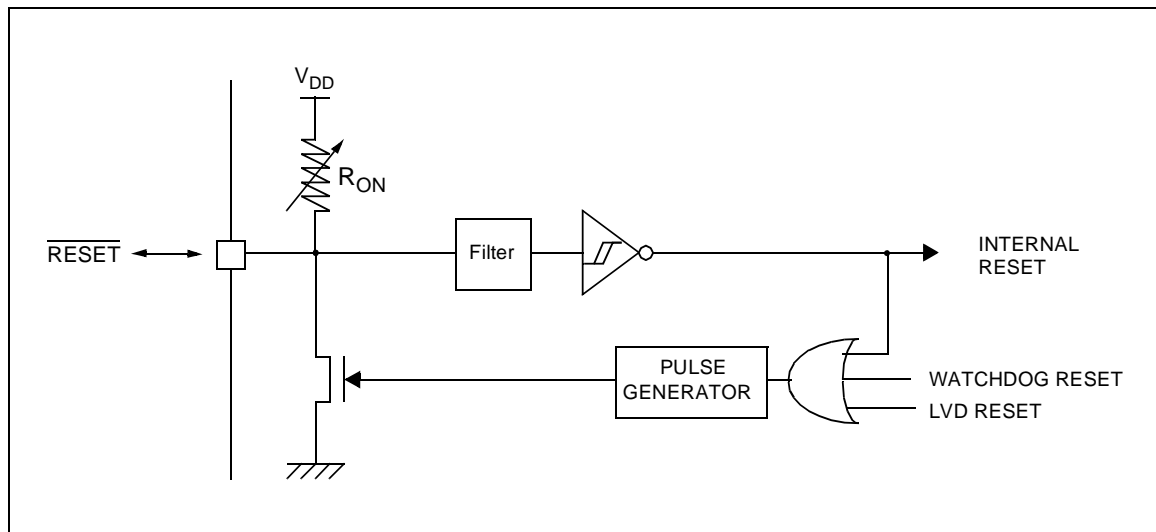 VDD
RON
RESET
Filter
INTERNAL
RESET
PULSE
GENERATOR
WATCHDOG RESET
LVD RESET